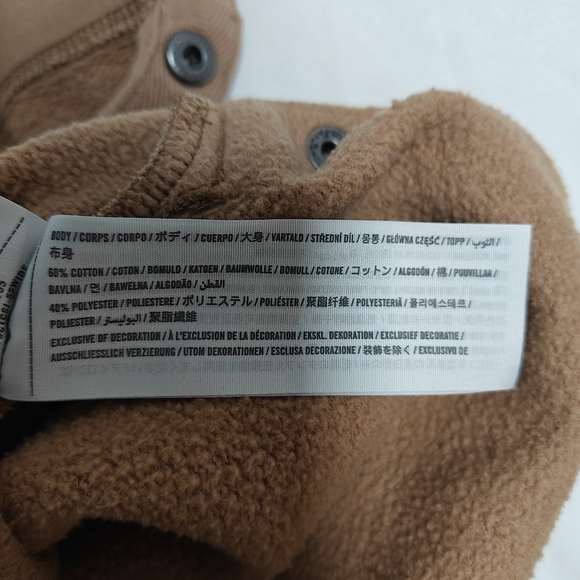 BODY / CORPS / CORPO / ボディ / CUERPO / 大身 / VARTALO / STŘEDNÍ DÍL / 몸통 / GŁÓWNA CZĘŚĆ / TOPP / الثوب /
布身
60% COTTON / COTON / BOMULD / KATOEN / BAUMWOLLE / BOMULL / COTONE / コットン / ALGODÓN / 棉 / PUUVILLAA /
BAVLNA / 면 / BAWEŁNA / ALGODÃO / القطن
40% POLYESTER / POLIESTERE / ポリエステル / POLIÉSTER / 聚酯纤维 / POLYESTERIÄ / 폴리에스테르 /
POLIESTER / البوليستر / 聚酯纖維
EXCLUSIVE OF DECORATION / À L'EXCLUSION DE LA DÉCORATION / EKSKL. DEKORATION / EXCLUSIEF DECORATIE /
AUSSCHLIESSLICH VERZIERUNG / UTOM DEKORATIONEN / ESCLUSA DECORAZIONE / 装飾を除く / EXCLUSIVO DE